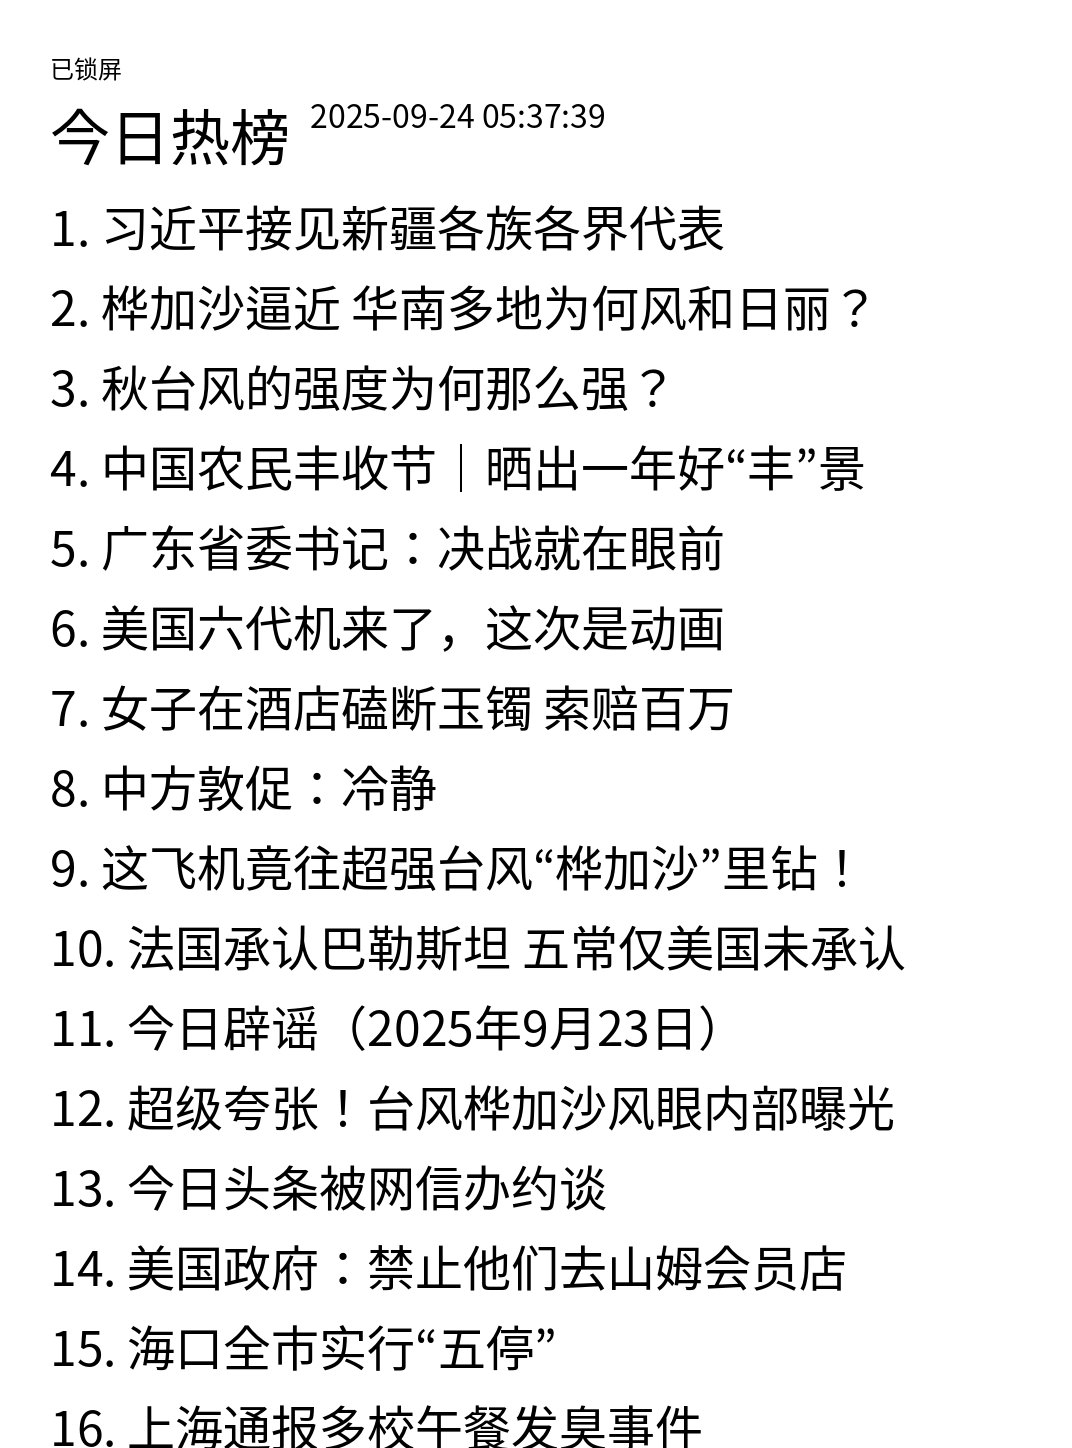 已锁屏
今日热榜 2025-09-24 05:37:39
1. 习近平接见新疆各族各界代表
2. 桦加沙逼近 华南多地为何风和日丽？
3. 秋台风的强度为何那么强？
4. 中国农民丰收节｜晒出一年好“丰”景
5. 广东省委书记：决战就在眼前
6. 美国六代机来了，这次是动画
7. 女子在酒店磕断玉镯 索赔百万
8. 中方敦促：冷静
9. 这飞机竟往超强台风“桦加沙”里钻！
10. 法国承认巴勒斯坦 五常仅美国未承认
11. 今日辟谣（2025年9月23日）
12. 超级夸张！台风桦加沙风眼内部曝光
13. 今日头条被网信办约谈
14. 美国政府：禁止他们去山姆会员店
15. 海口全市实行“五停”
16. 上海通报多校午餐发臭事件